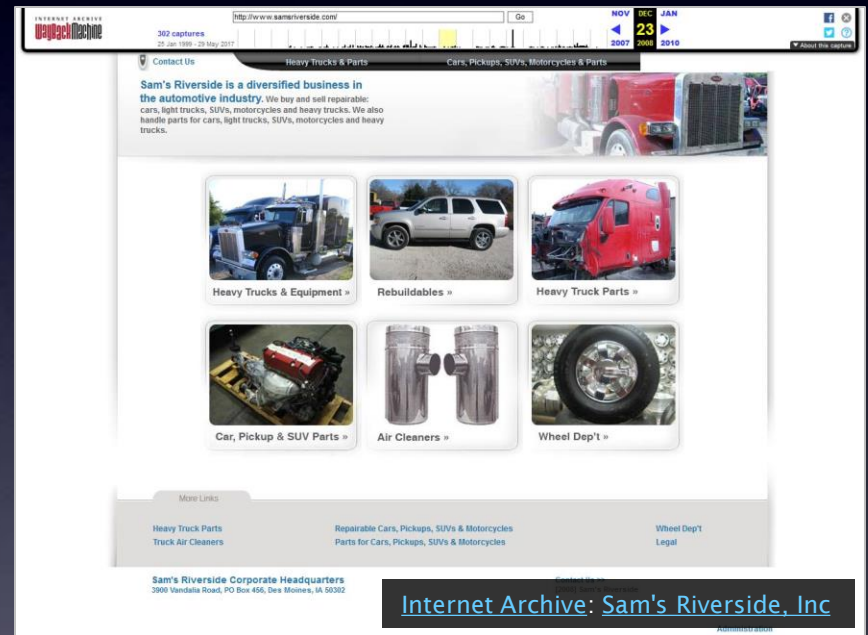 INTERNET ARCHIVE
WayBackMachine
http://www.samsriverside.com/
Go
302 captures
25 Jan 1999 - 29 May 2017
NOV DEC JAN
23
2007 2008 2010
▼ About this capture
Contact Us
Heavy Trucks & Parts
Cars, Pickups, SUVs, Motorcycles & Parts
Sam's Riverside is a diversified business in
the automotive industry. We buy and sell repairable:
cars, light trucks, SUVs, motorcycles and heavy trucks. We also
handle parts for cars, light trucks, SUVs, motorcycles and heavy
trucks.
Heavy Trucks & Equipment »
Rebuildables »
Heavy Truck Parts »
Car, Pickup & SUV Parts »
Air Cleaners »
Wheel Dep't »
More Links
Heavy Truck Parts
Repairable Cars, Pickups, SUVs & Motorcycles
Wheel Dep't
Truck Air Cleaners
Parts for Cars, Pickups, SUVs & Motorcycles
Legal
Sam's Riverside Corporate Headquarters
3900 Vandalia Road, PO Box 456, Des Moines, IA 50302
Internet Archive: Sam's Riverside, Inc
Administration